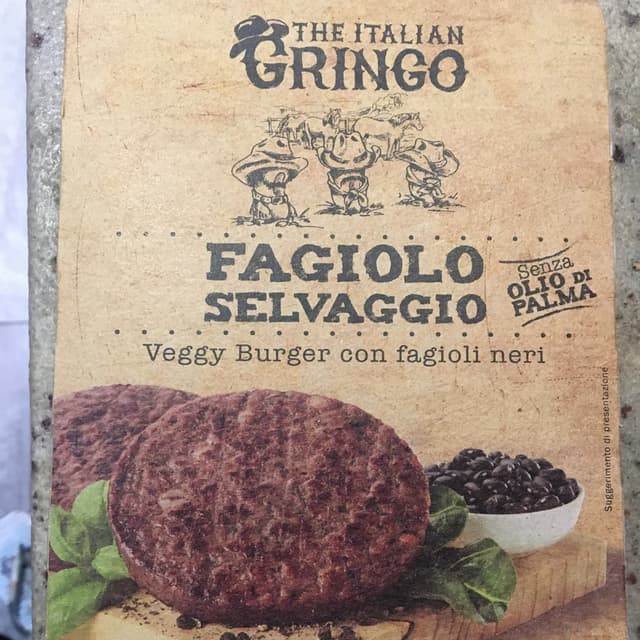 THE ITALIAN
GRINGO
FAGIOLO
SELVAGGIO
Senza
OLIO DI
PALMA
Veggy Burger con fagioli neri
Suggerimento di presentazione